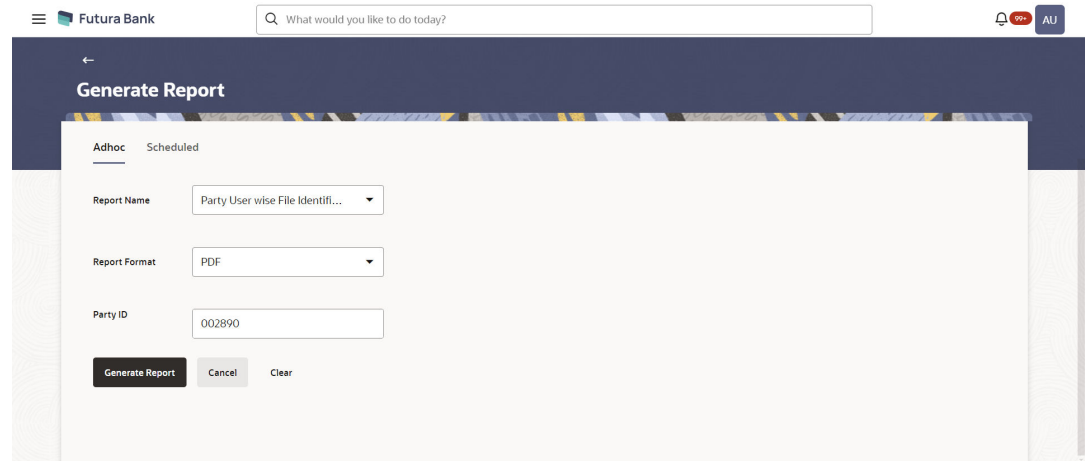 Futura Bank
What would you like to do today?
99+
AU
Generate Report
Adhoc Scheduled
Report Name Party User wise File Identifi...
Report Format PDF
Party ID 002890
Generate Report Cancel Clear